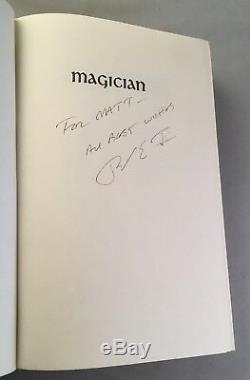 MAGICIAN
FOR MATT -
ALL BEST WISHES